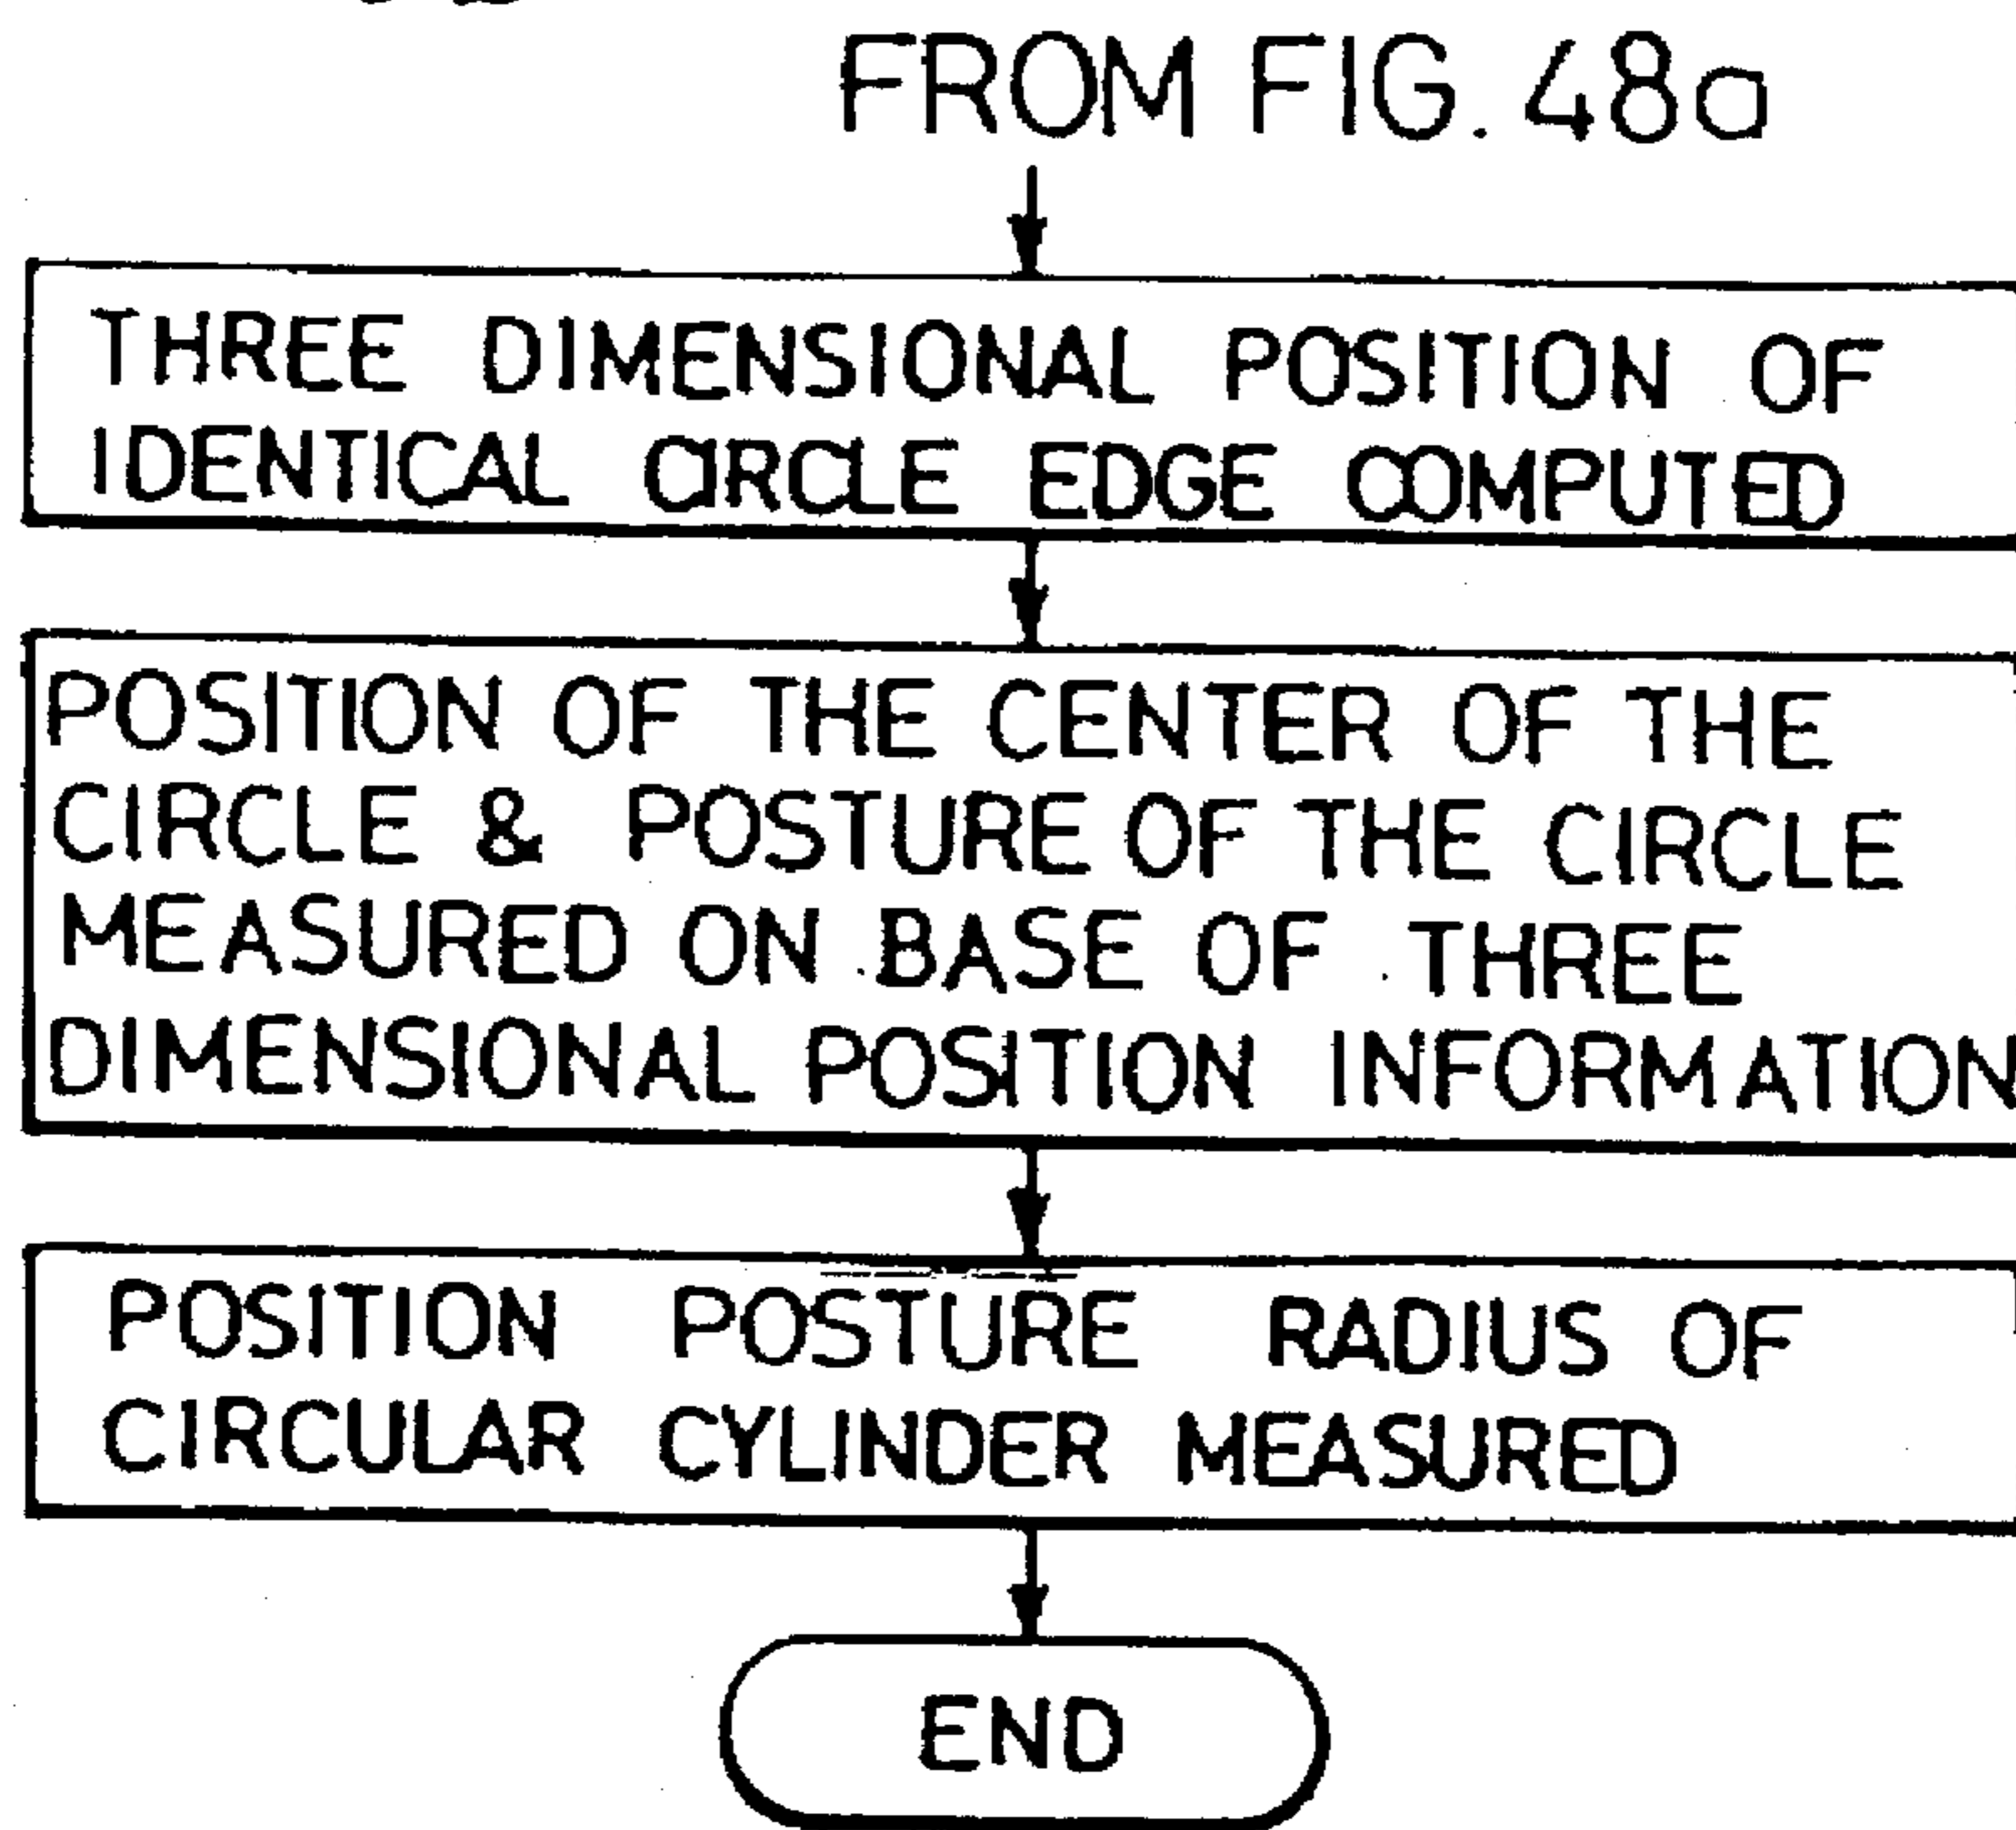 FROM FIG. 48a
THREE DIMENSIONAL POSITION OF
IDENTICAL CIRCLE EDGE COMPUTED
POSITION OF THE CENTER OF THE
CIRCLE & POSTURE OF THE CIRCLE
MEASURED ON BASE OF THREE
DIMENSIONAL POSITION INFORMATION
POSITION POSTURE RADIUS OF
CIRCULAR CYLINDER MEASURED
END